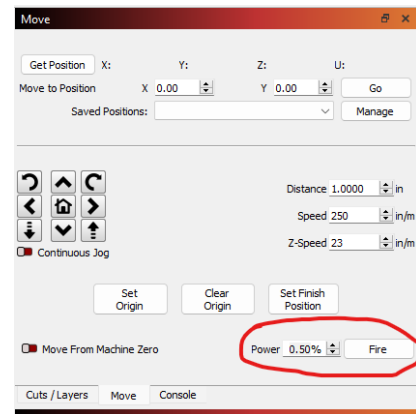 Move
Get Position X: Y: Z: U:
Move to Position X 0.00 Y 0.00 Go
Saved Positions: Manage
Distance 1.0000 in
Speed 250 in/m
Z-Speed 23 in/m
Continuous Jog
Set Origin Clear Origin Set Finish Position
Move From Machine Zero Power 0.50% Fire
Cuts / Layers Move Console